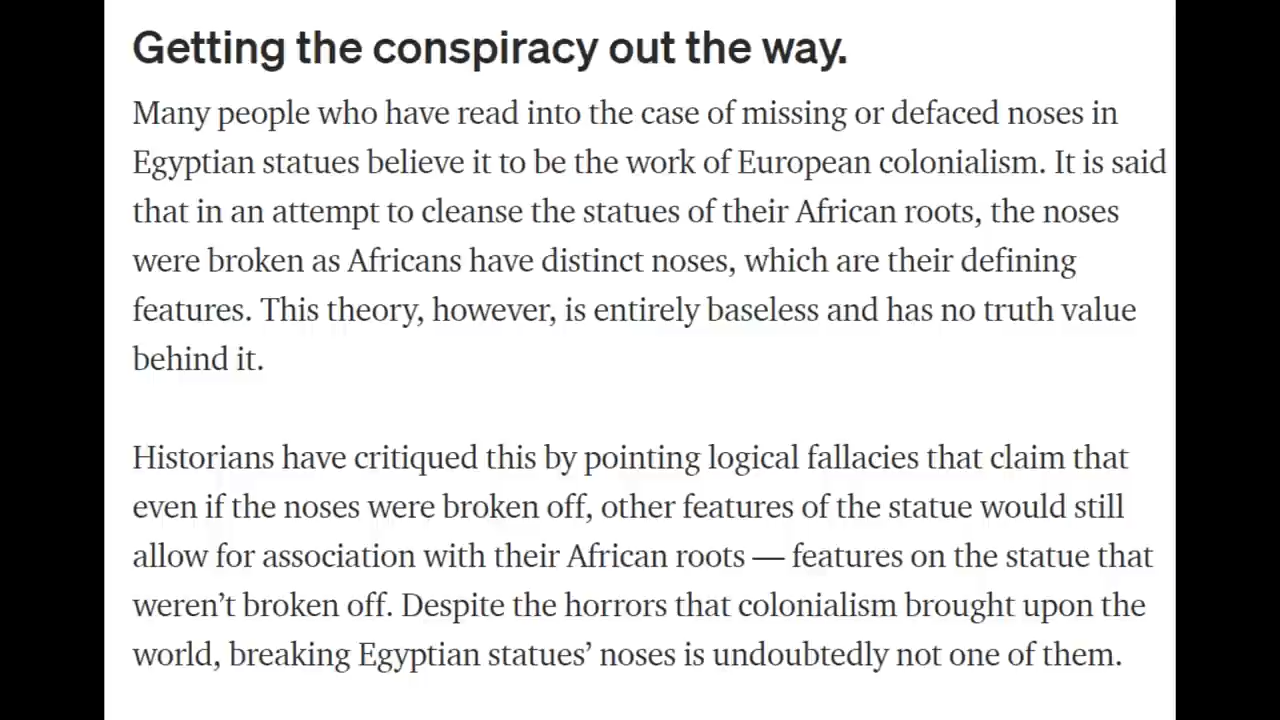 Getting the conspiracy out the way.
Many people who have read into the case of missing or defaced noses in
Egyptian statues believe it to be the work of European colonialism. It is said
that in an attempt to cleanse the statues of their African roots, the noses
were broken as Africans have distinct noses, which are their defining
features. This theory, however, is entirely baseless and has no truth value
behind it.
Historians have critiqued this by pointing logical fallacies that claim that
even if the noses were broken off, other features of the statue would still
allow for association with their African roots — features on the statue that
weren’t broken off. Despite the horrors that colonialism brought upon the
world, breaking Egyptian statues’ noses is undoubtedly not one of them.